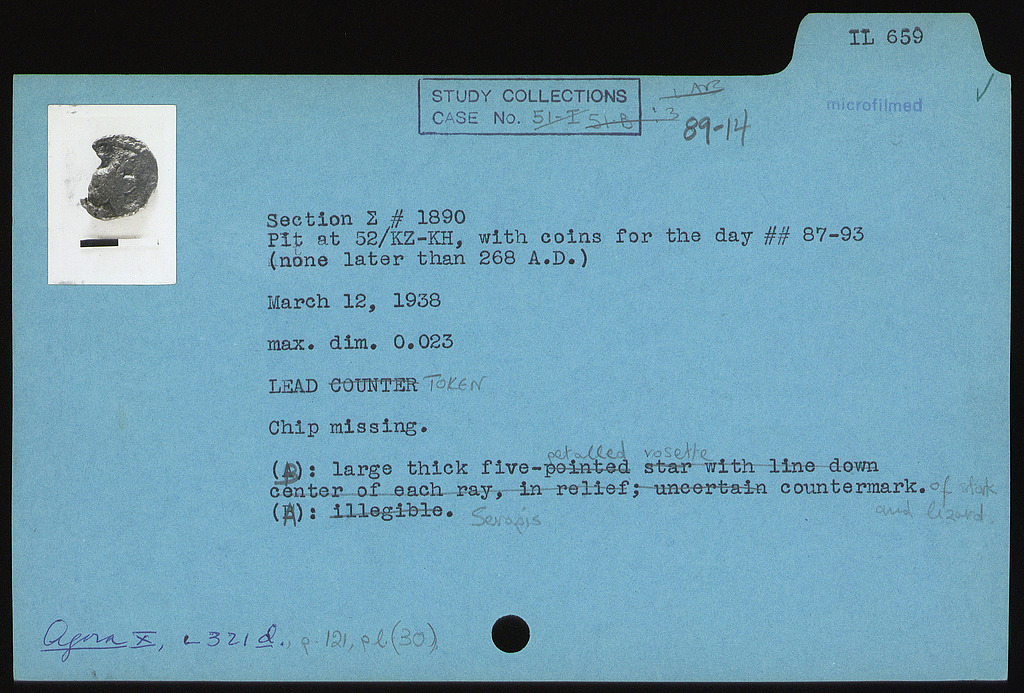 IL 659
microfilmed
STUDY COLLECTIONS
CASE No. 51-I 51-8
89-14
Section Σ # 1890
Pit at 52/KZ-KH, with coins for the day ## 87-93
(none later than 268 A.D.)
March 12, 1938
max. dim. 0.023
LEAD COUNTER TOKEN
Chip missing.
petalled rosette
(B): large thick five-pointed star with line down
center of each ray, in relief; uncertain countermark. of stork
and lizard.
(A): illegible. Serapis
Agora X, L 321 d., p. 121, pl. (30)